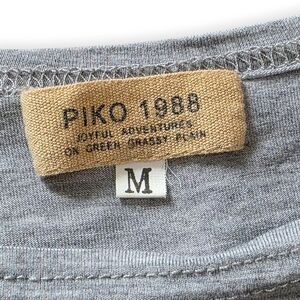 PIKO 1988
JOYFUL ADVENTURES
ON GREEN GRASSY PLAIN
M